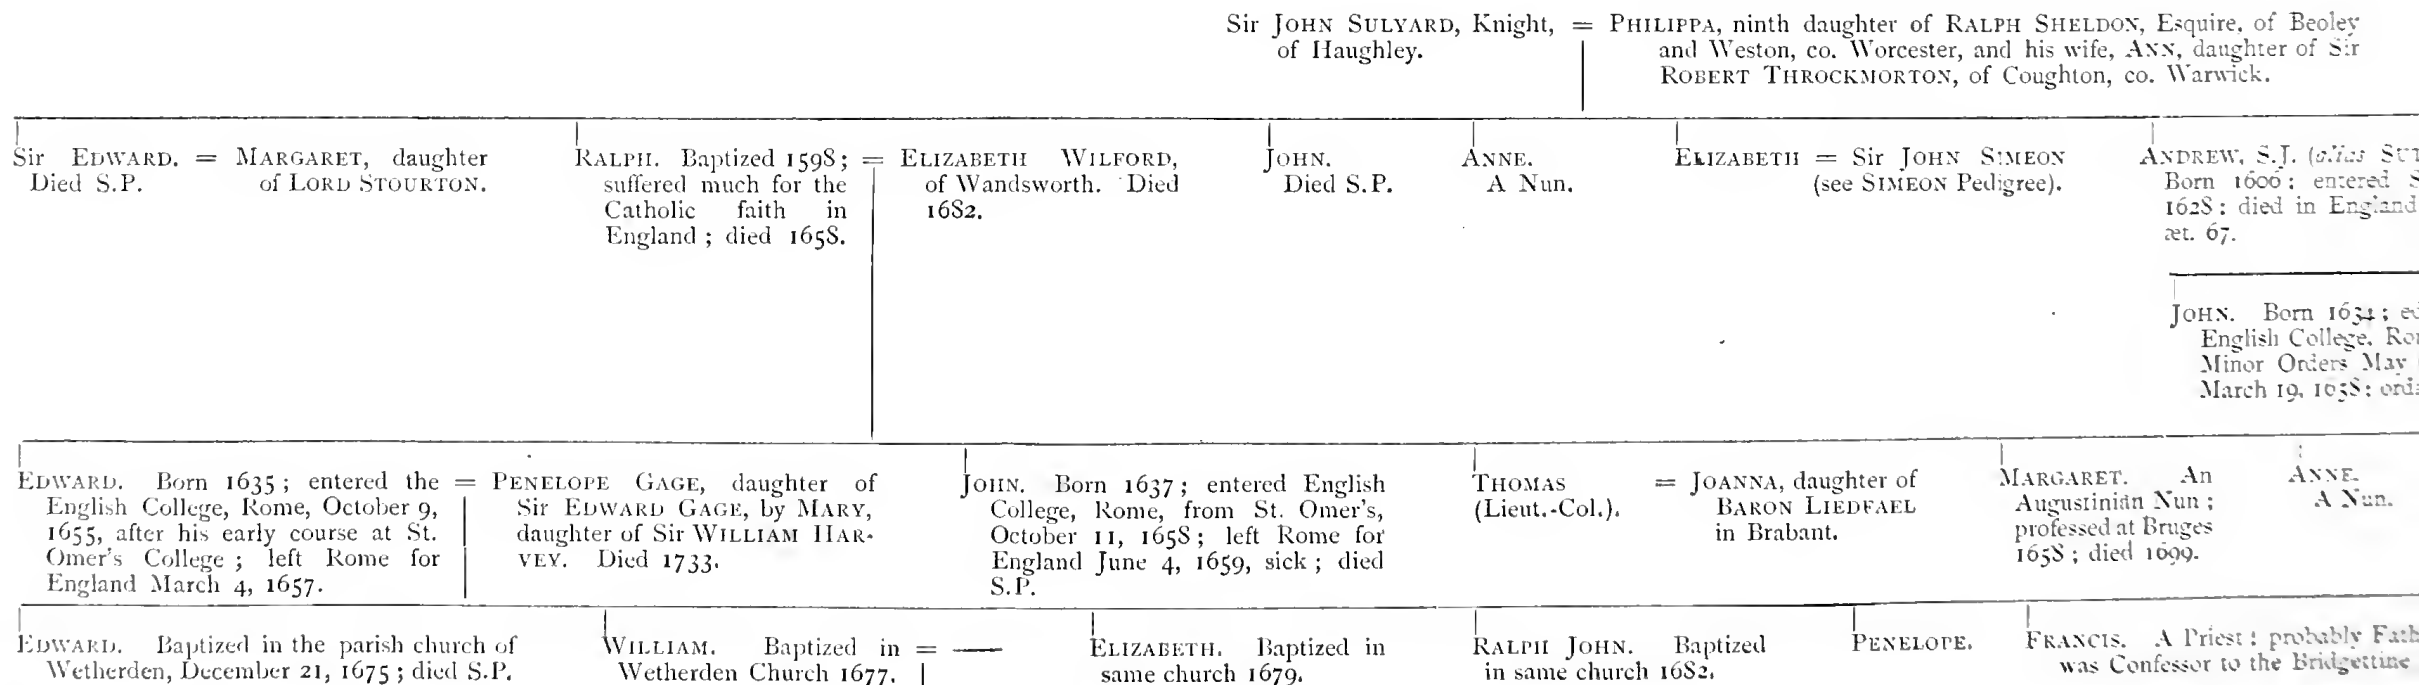 Sir JOHN SULYARD, Knight, = PHILIPPA, ninth daughter of RALPH SHELDON, Esquire, of Beoley
of Haughley. and Weston, co. Worcester, and his wife, ANN, daughter of Sir
ROBERT THROCKMORTON, of Coughton, co. Warwick.
Sir EDWARD. = MARGARET, daughter
Died S.P. of LORD STOURTON.
RALPH. Baptized 1598; = ELIZABETH WILFORD,
suffered much for the of Wandsworth. Died
Catholic faith in 1682.
England; died 1658.
JOHN.
Died S.P.
ANNE.
A Nun.
ELIZABETH = Sir JOHN SIMEON
(see SIMEON Pedigree).
ANDREW, S.J. (alias
Born 1606; entered
1628: died in England
æt. 67.
JOHN. Born 1634;
English College,
Minor Orders May
March 19, 1658;
EDWARD. Born 1635; entered the = PENELOPE GAGE, daughter of
English College, Rome, October 9, Sir EDWARD GAGE, by MARY,
1655, after his early course at St. daughter of Sir WILLIAM HAR-
Omer's College; left Rome for VEY. Died 1733.
England March 4, 1657.
JOHN. Born 1637; entered English
College, Rome, from St. Omer's,
October 11, 1658; left Rome for
England June 4, 1659, sick; died
S.P.
THOMAS = JOANNA, daughter of
(Lieut.-Col.). BARON LIEDFAEL
in Brabant.
MARGARET. An
Augustinian Nun;
professed at Bruges
1658; died 1699.
ANNE.
A Nun.
EDWARD. Baptized in the parish church of
Wetherden, December 21, 1675; died S.P.
WILLIAM. Baptized in = —
Wetherden Church 1677.
ELIZABETH. Baptized in
same church 1679.
RALPH JOHN. Baptized
in same church 1682.
PENELOPE.
FRANCIS. A Priest: probably
was Confessor to the Bridgettine